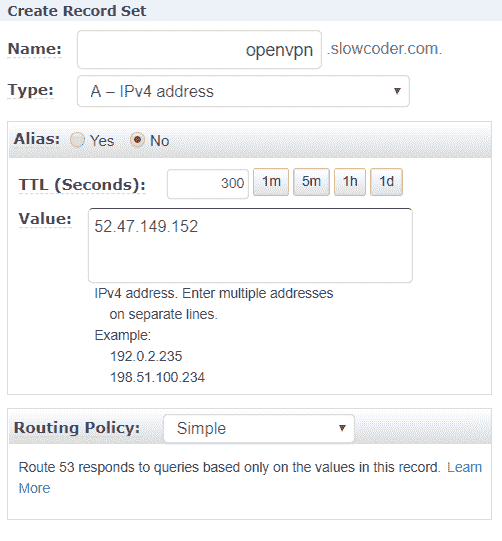 Create Record Set
Name: openvpn .slowcoder.com.
Type: A – IPv4 address
Alias: Yes No
TTL (Seconds): 300 1m 5m 1h 1d
Value: 52.47.149.152
IPv4 address. Enter multiple addresses
on separate lines.
Example:
192.0.2.235
198.51.100.234
Routing Policy: Simple
Route 53 responds to queries based only on the values in this record. Learn
More